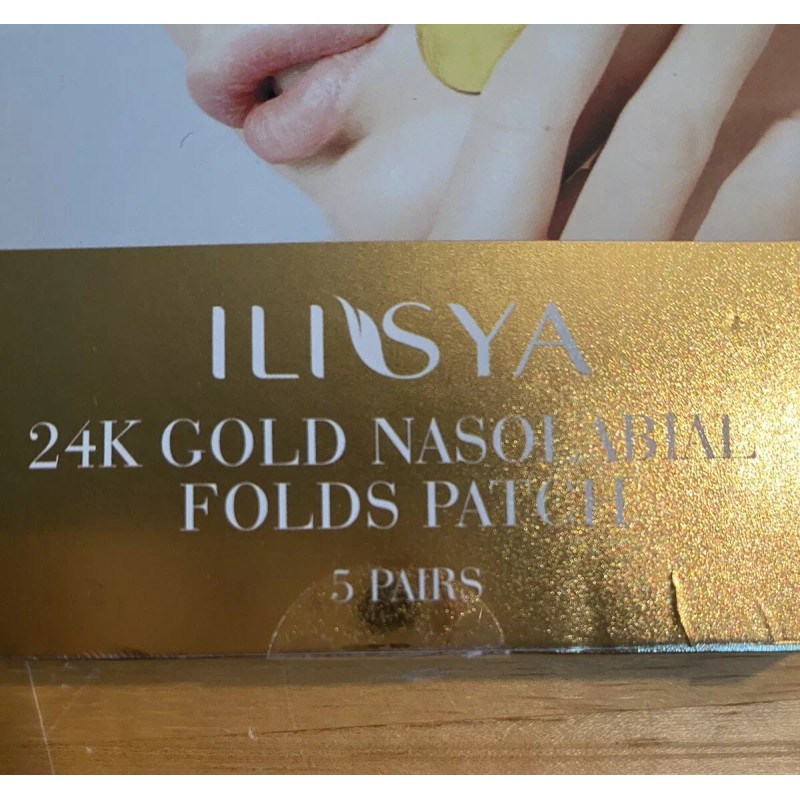 ILISYA
24K GOLD NASOLABIAL
FOLDS PATCH
5 PAIRS